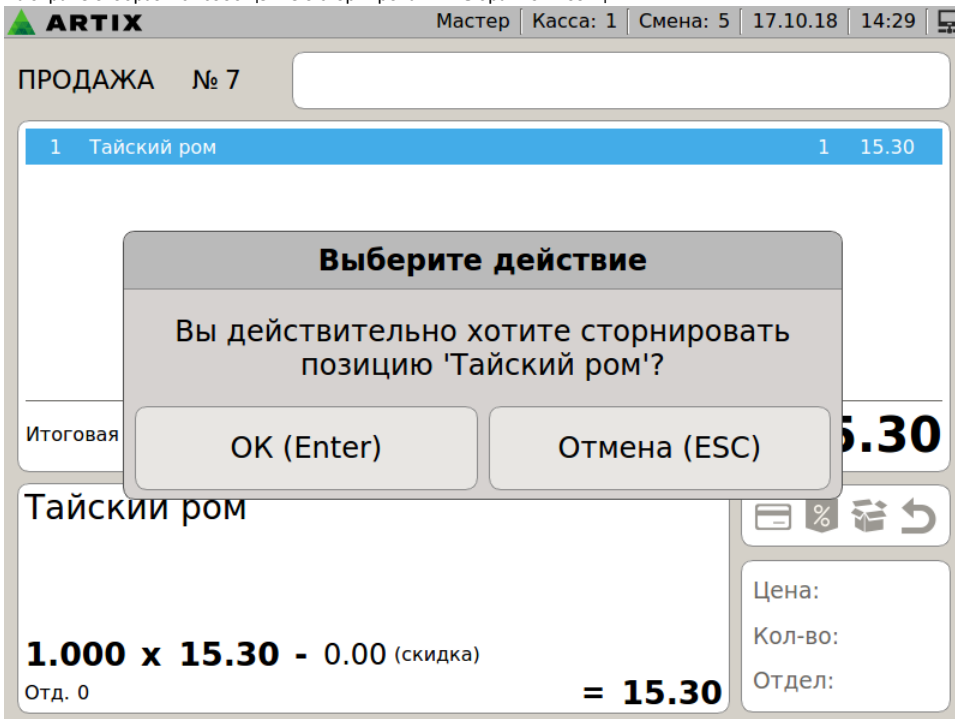 ARTIX Мастер Касса: 1 Смена: 5 17.10.18 14:29
ПРОДАЖА № 7
1 Тайский ром 1 15.30
Выберите действие
Вы действительно хотите сторнировать
позицию 'Тайский ром'?
ОК (Enter) Отмена (ESC)
Итоговая 5.30
Тайский ром
%
Цена:
Кол-во:
1.000 x 15.30 - 0.00 (скидка)
Отдел:
Отд. 0 = 15.30